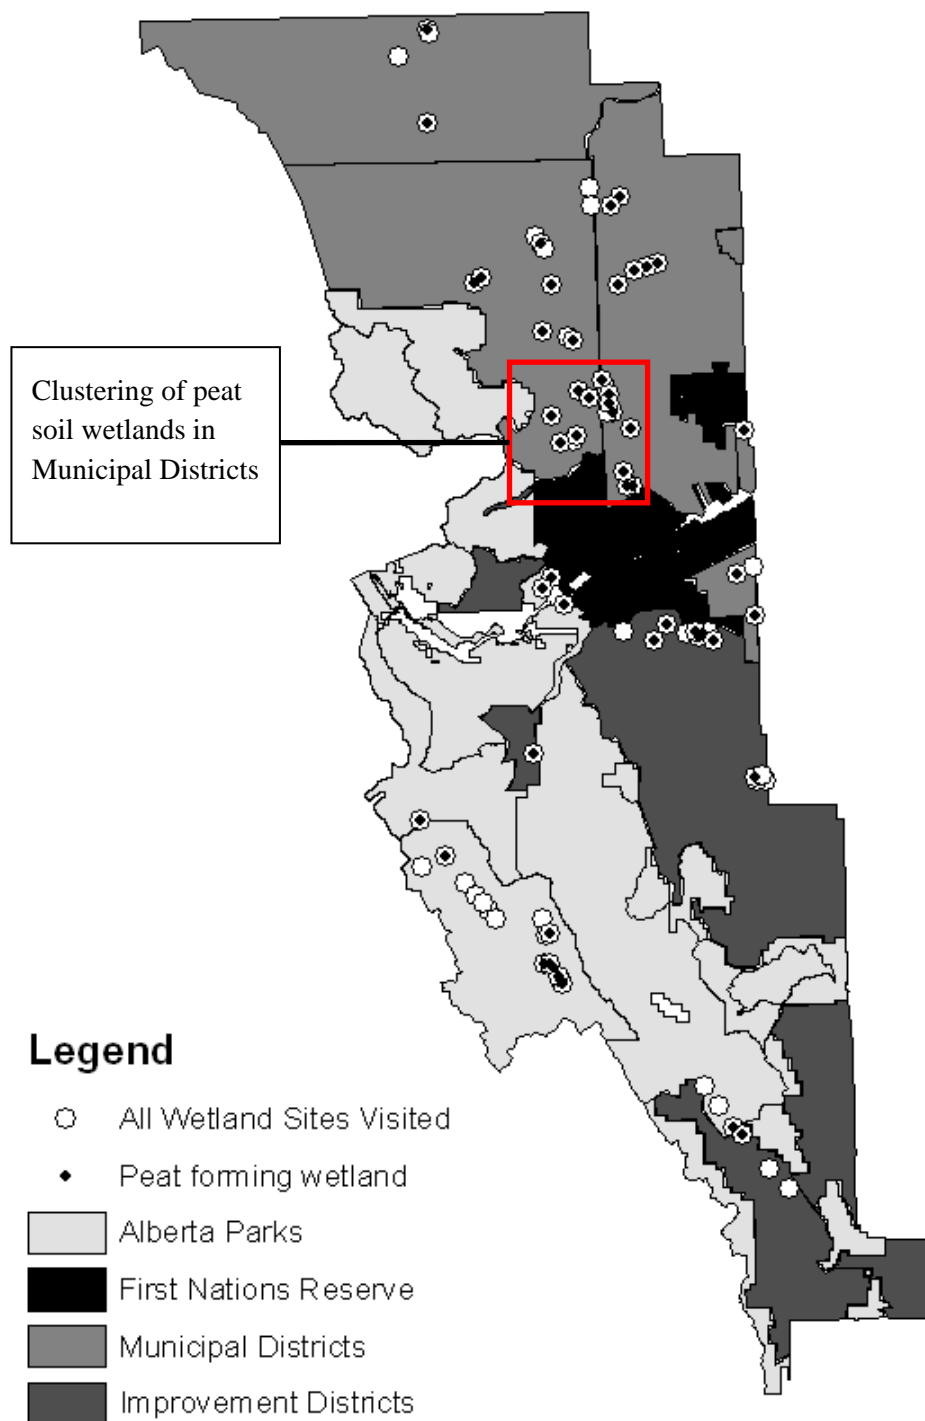 Clustering of peat
soil wetlands in
Municipal Districts
Legend
All Wetland Sites Visited
Peat forming wetland
Alberta Parks
First Nations Reserve
Municipal Districts
Improvement Districts